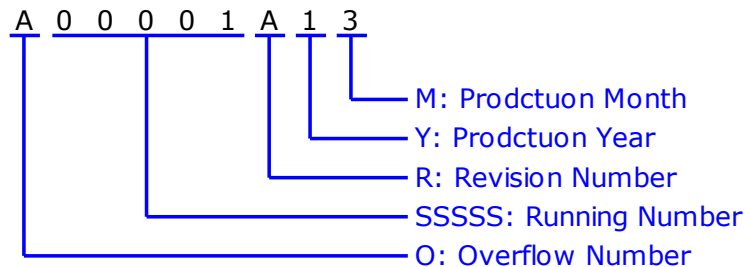 A 0 0 0 0 1 A 1 3
M: Prodctuon Month
Y: Prodctuon Year
R: Revision Number
SSSSS: Running Number
O: Overflow Number